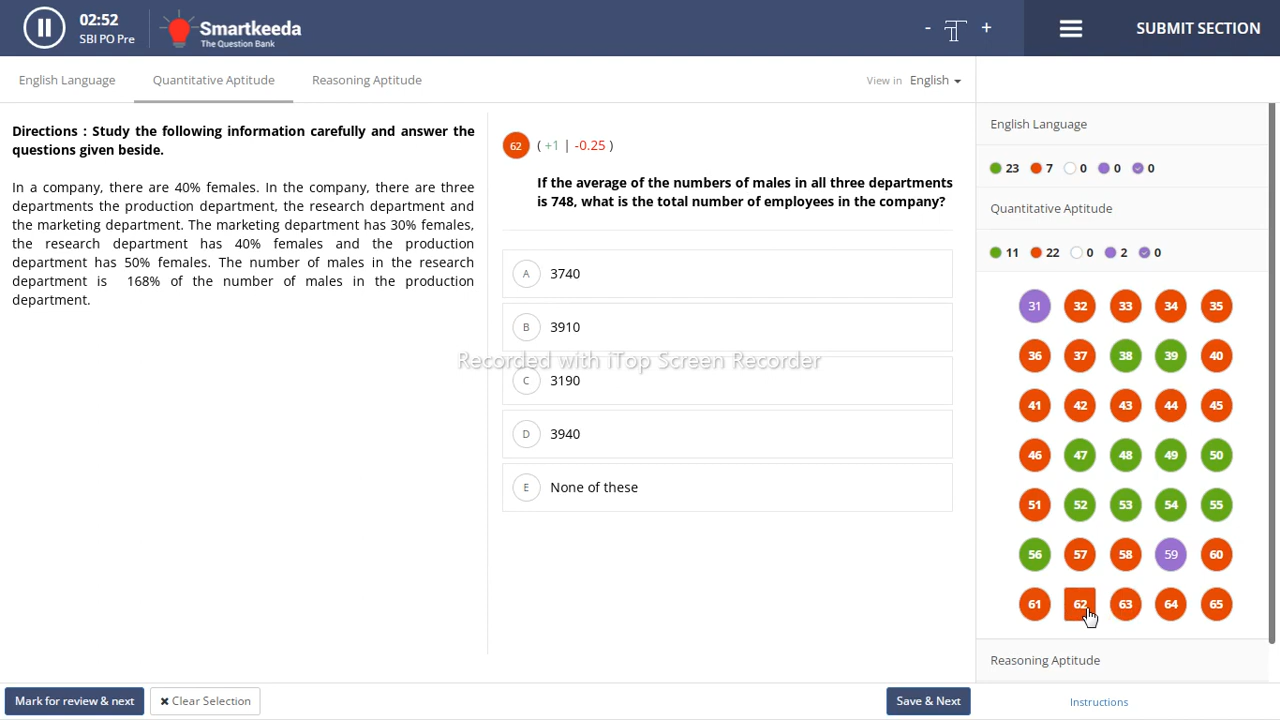 02:52
SBI PO Pre
Smartkeeda
The Question Bank
- T +
SUBMIT SECTION
English Language
Quantitative Aptitude
Reasoning Aptitude
View in English
Directions : Study the following information carefully and answer the
questions given beside.
In a company, there are 40% females. In the company, there are three
departments the production department, the research department and
the marketing department. The marketing department has 30% females,
the research department has 40% females and the production
department has 50% females. The number of males in the research
department is 168% of the number of males in the production
department.
62 ( +1 | -0.25 )
If the average of the numbers of males in all three departments
is 748, what is the total number of employees in the company?
A 3740
B 3910
C 3190
D 3940
E None of these
Recorded with iTop Screen Recorder
English Language
23 7 0 0 0
Quantitative Aptitude
11 22 0 2 0
31 32 33 34 35
36 37 38 39 40
41 42 43 44 45
46 47 48 49 50
51 52 53 54 55
56 57 58 59 60
61 62 63 64 65
Reasoning Aptitude
Mark for review & next
Clear Selection
Save & Next
Instructions